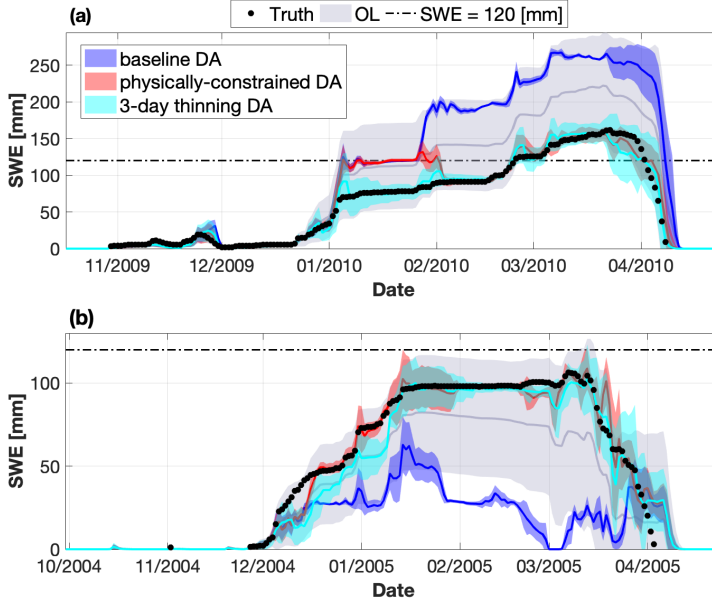 Truth OL SWE = 120 [mm]
(a)
baseline DA
physically-constrained DA
3-day thinning DA
250
200
150
100
50
0
SWE [mm]
11/2009 12/2009 01/2010 02/2010 03/2010 04/2010
Date
(b)
100
50
0
SWE [mm]
10/2004 11/2004 12/2004 01/2005 02/2005 03/2005 04/2005
Date